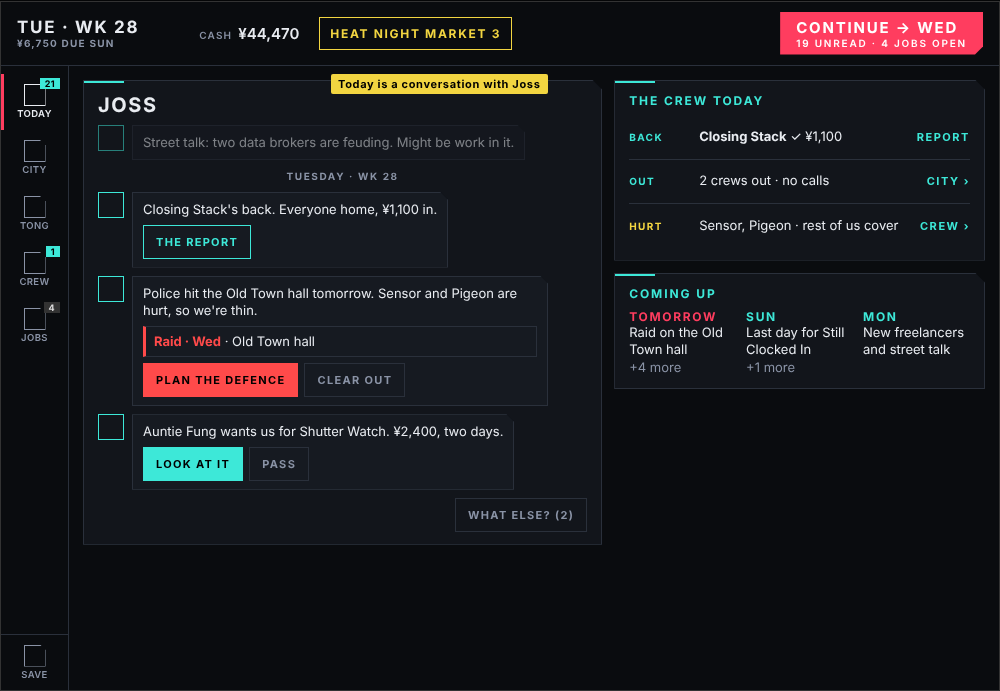 TUE · WK 28
¥6,750 DUE SUN
CASH ¥44,470
HEAT NIGHT MARKET 3
CONTINUE → WED
19 UNREAD · 4 JOBS OPEN
21
TODAY
CITY
TONG
1
CREW
4
JOBS
SAVE
Today is a conversation with Joss
JOSS
Street talk: two data brokers are feuding. Might be work in it.
TUESDAY · WK 28
Closing Stack's back. Everyone home, ¥1,100 in.
THE REPORT
Police hit the Old Town hall tomorrow. Sensor and Pigeon are
hurt, so we're thin.
Raid · Wed · Old Town hall
PLAN THE DEFENCE
CLEAR OUT
Auntie Fung wants us for Shutter Watch. ¥2,400, two days.
LOOK AT IT
PASS
WHAT ELSE? (2)
THE CREW TODAY
BACK Closing Stack ✓ ¥1,100 REPORT
OUT 2 crews out · no calls CITY ›
HURT Sensor, Pigeon · rest of us cover CREW ›
COMING UP
TOMORROW
Raid on the Old
Town hall
+4 more
SUN
Last day for Still
Clocked In
+1 more
MON
New freelancers
and street talk